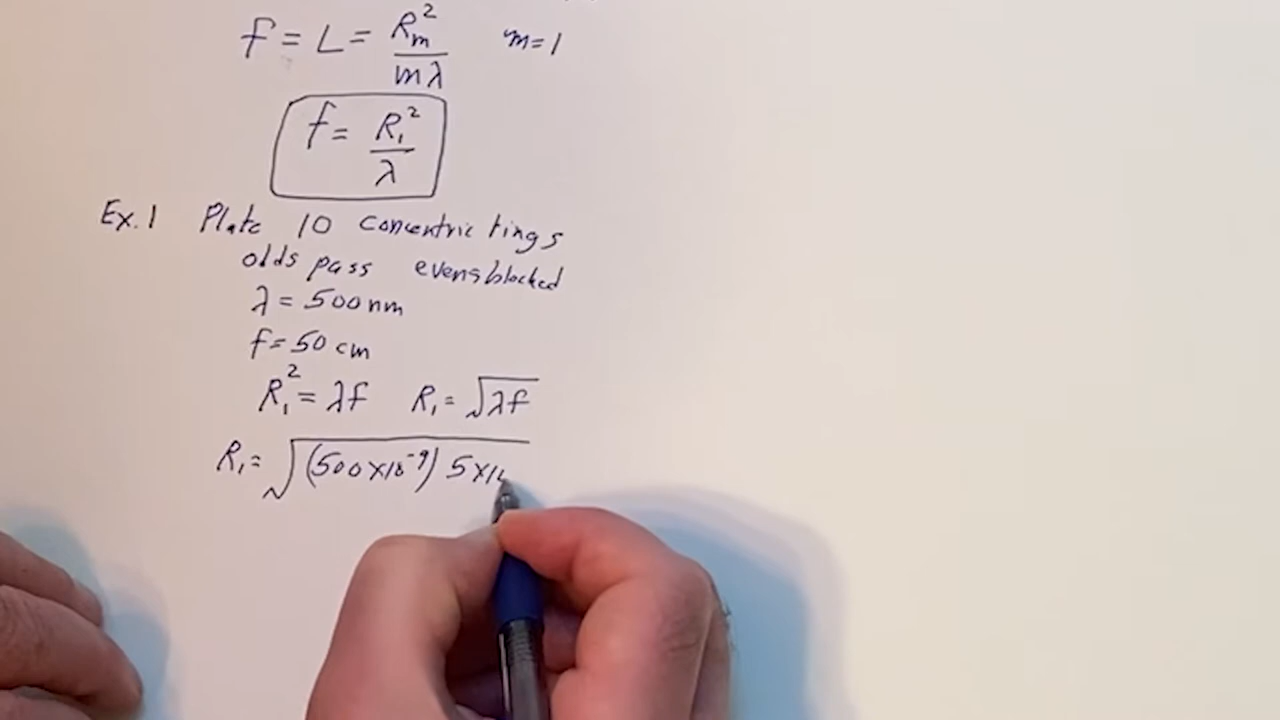 f = L = R_m^2 / mλ   m=1
f = R_1^2 / λ
Ex. 1 Plate 10 concentric rings
odds pass evens blocked
λ = 500 nm
f = 50 cm
R_1^2 = λf   R_1 = √λf
R_1 = √(500×10^-9) 5×1